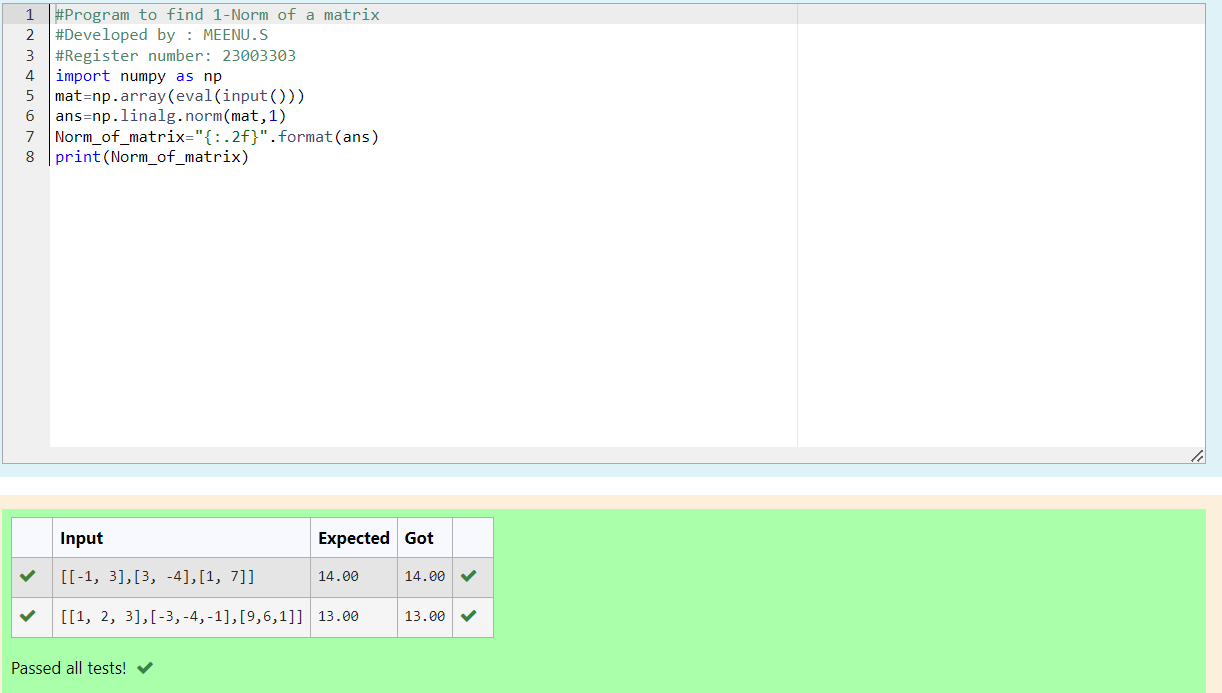 1 #Program to find 1-Norm of a matrix
2 #Developed by : MEENU.S
3 #Register number: 23003303
4 import numpy as np
5 mat=np.array(eval(input()))
6 ans=np.linalg.norm(mat,1)
7 Norm_of_matrix="{:.2f}".format(ans)
8 print(Norm_of_matrix)
Input Expected Got
[[-1, 3],[3, -4],[1, 7]] 14.00 14.00
[[1, 2, 3],[-3,-4,-1],[9,6,1]] 13.00 13.00
Passed all tests!